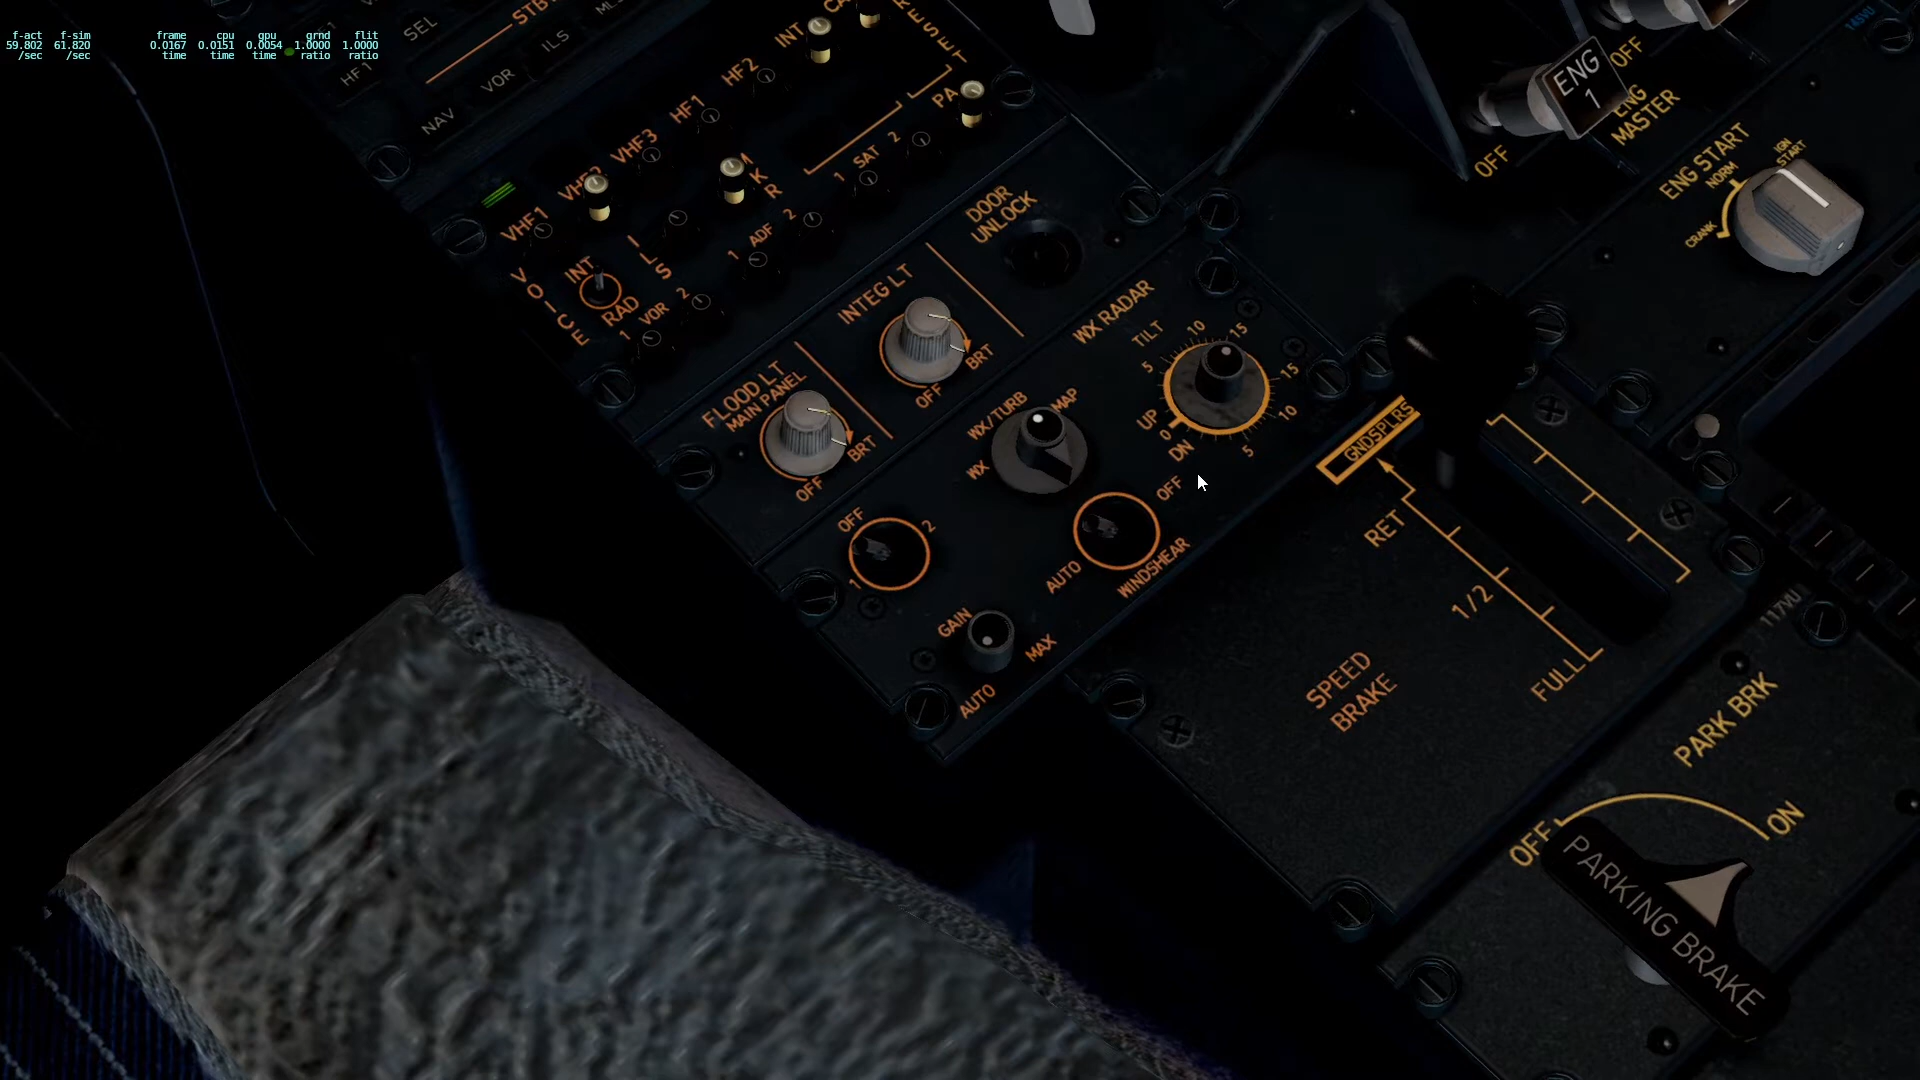 f-act f-sim frame cpu gpu grnd flit
59.802 61.820 0.0167 0.0151 0.0054 1.0000 1.0000
/sec /sec time time time ratio ratio
SEL
STB
HF1
VOR
ILS
NAV
INT
RESET
HF2
HF1
VHF3
VHF1
PA
1 SAT 2
1 ADF 2
1 VOR 2
ILS
VOICE
INT
RAD
DOOR
UNLOCK
INTEG LT
OFF
BRT
FLOOD LT
MAIN PANEL
OFF
BRT
WX RADAR
TILT
5 10 15
15 10 5
UP
0
DN
WX
WX/TURB
MAP
OFF
1
2
OFF
AUTO
WINDSHEAR
GAIN
AUTO
MAX
GNDSPLRS
RET
1/2
FULL
SPEED
BRAKE
ENG
1
OFF
OFF
ENG
MASTER
ENG START
CRANK
NORM
IGN
START
145VU
117VU
PARK BRK
OFF
ON
PARKING BRAKE